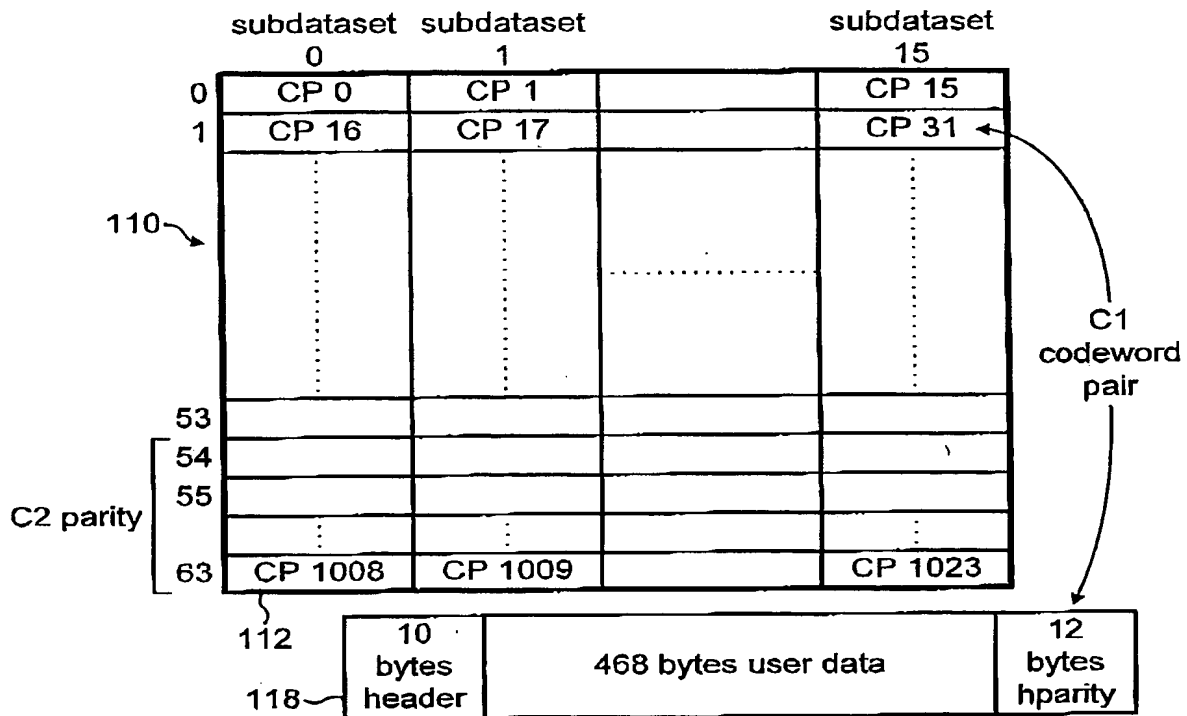 subdataset subdataset subdataset
0 1 15
0 CP 0 CP 1 CP 15
1 CP 16 CP 17 CP 31
110
C1
codeword
pair
53
54
55
C2 parity
63 CP 1008 CP 1009 CP 1023
112
10
bytes
header
468 bytes user data
12
bytes
hparity
118